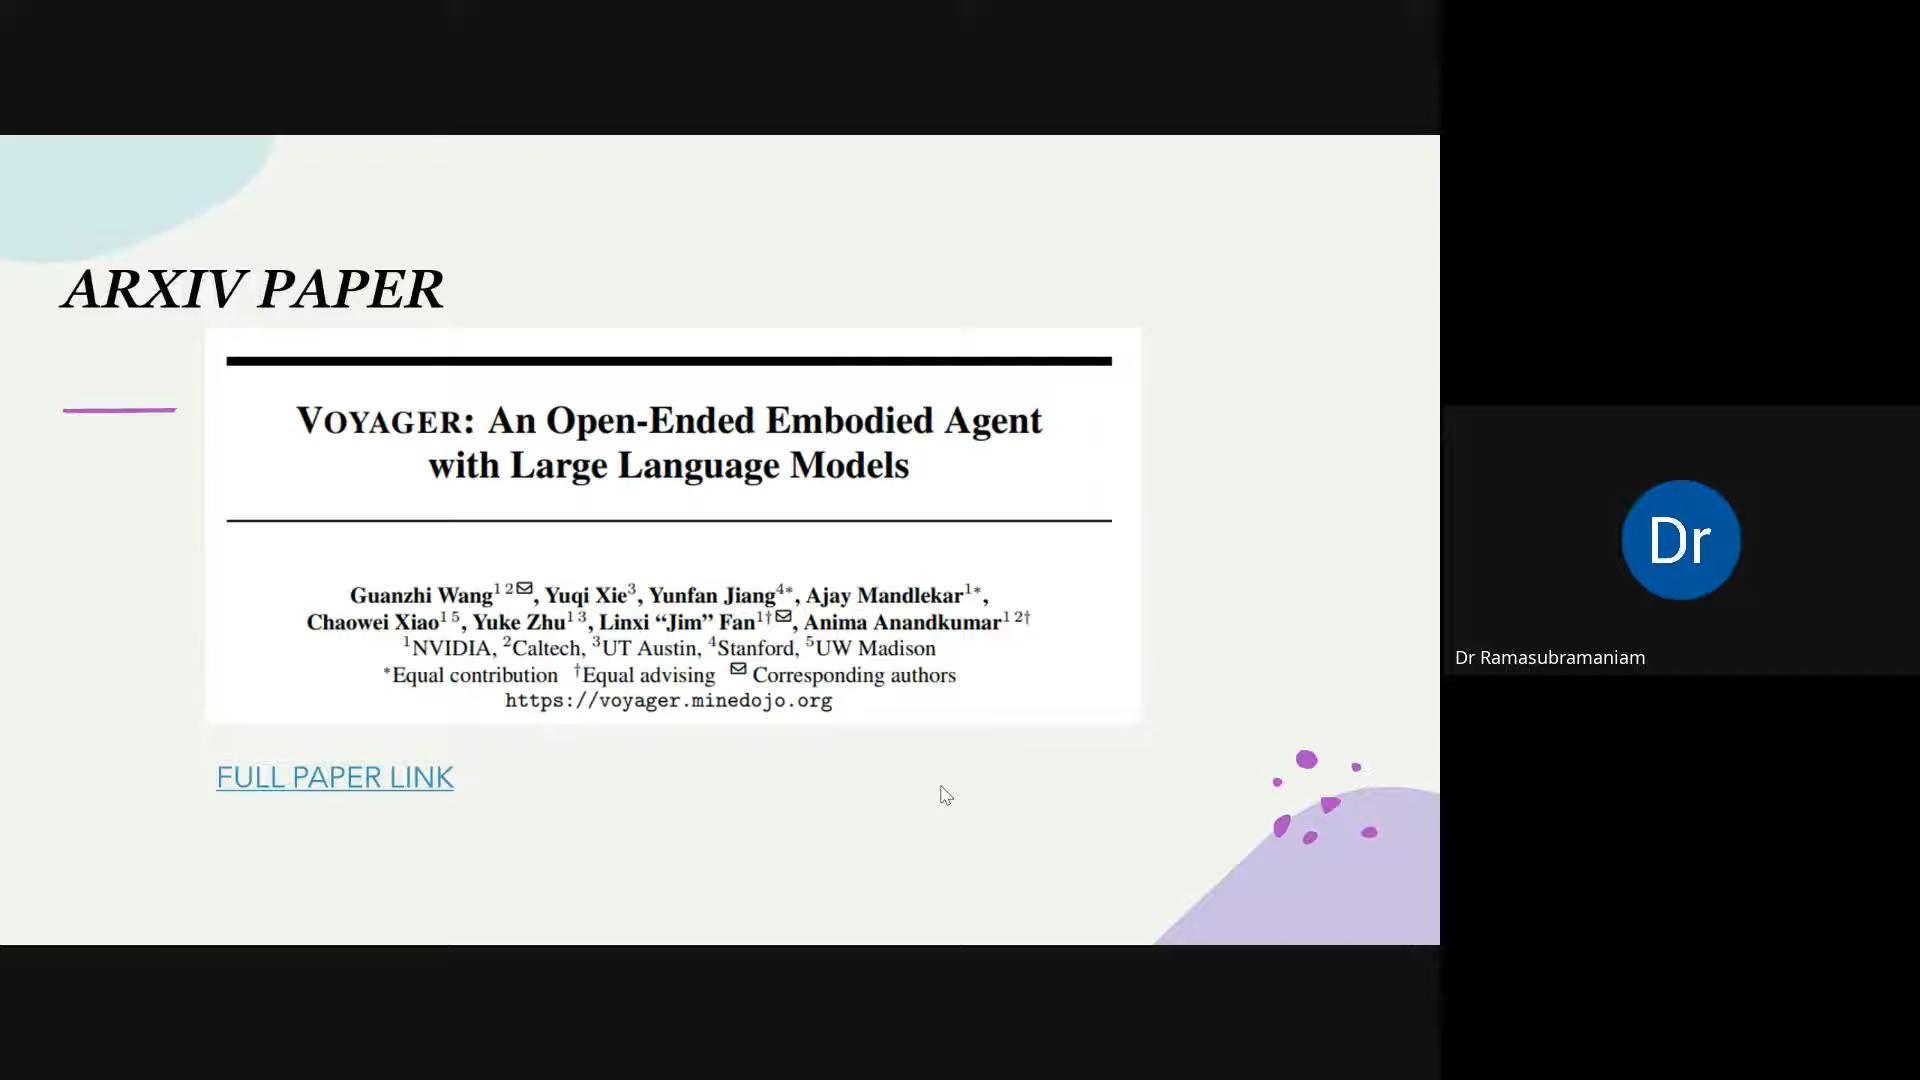 ARXIV PAPER
VOYAGER: An Open-Ended Embodied Agent
with Large Language Models
Guanzhi Wang1 2✉, Yuqi Xie3, Yunfan Jiang4*, Ajay Mandlekar1*,
Chaowei Xiao1 5, Yuke Zhu1 3, Linxi “Jim” Fan1†✉, Anima Anandkumar1 2†
1NVIDIA, 2Caltech, 3UT Austin, 4Stanford, 5UW Madison
*Equal contribution †Equal advising ✉ Corresponding authors
https://voyager.minedojo.org
FULL PAPER LINK
Dr
Dr Ramasubramaniam